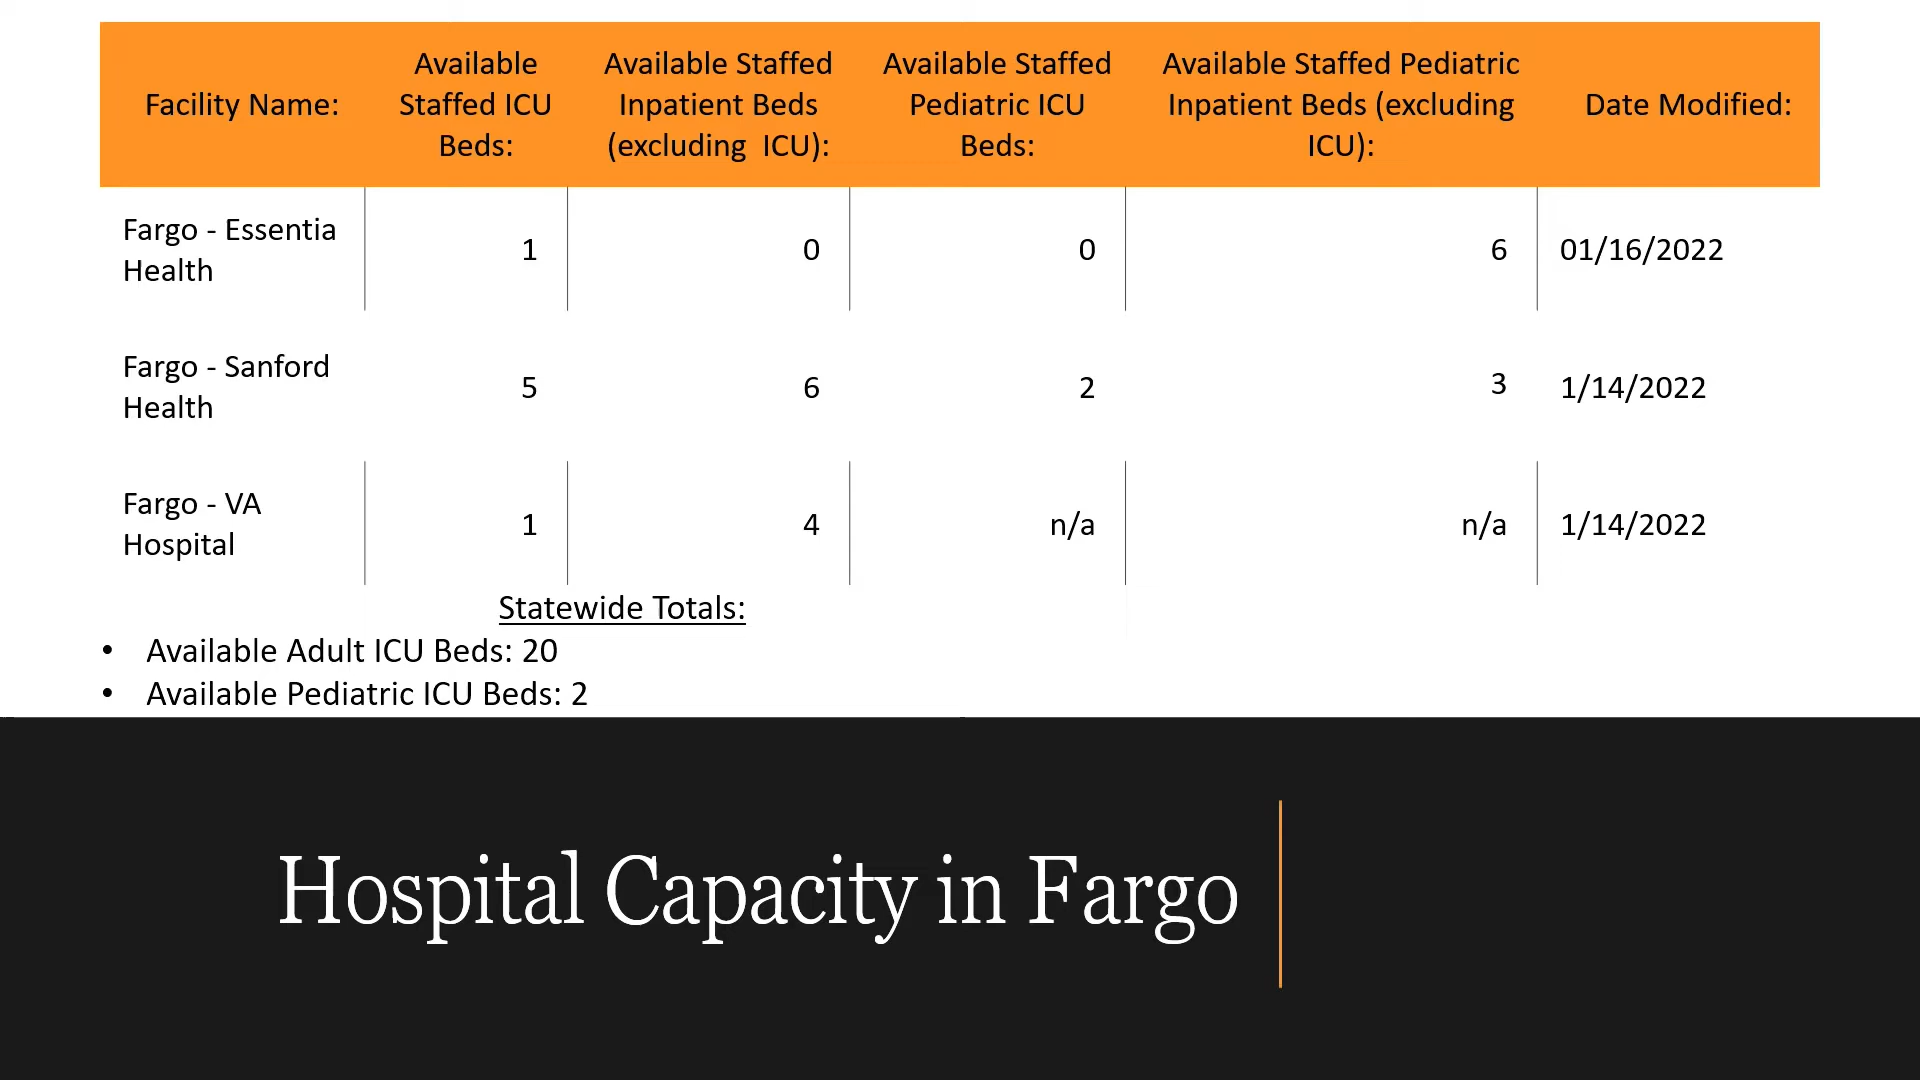 Facility Name:
Available
Staffed ICU
Beds:
Available Staffed
Inpatient Beds
(excluding  ICU):
Available Staffed
Pediatric ICU
Beds:
Available Staffed Pediatric
Inpatient Beds (excluding
ICU):
Date Modified:
Fargo - Essentia
Health
1
0
0
6
01/16/2022
Fargo - Sanford
Health
5
6
2
3
1/14/2022
Fargo - VA
Hospital
1
4
n/a
n/a
1/14/2022
Statewide Totals:
• Available Adult ICU Beds: 20
• Available Pediatric ICU Beds: 2
Hospital Capacity in Fargo